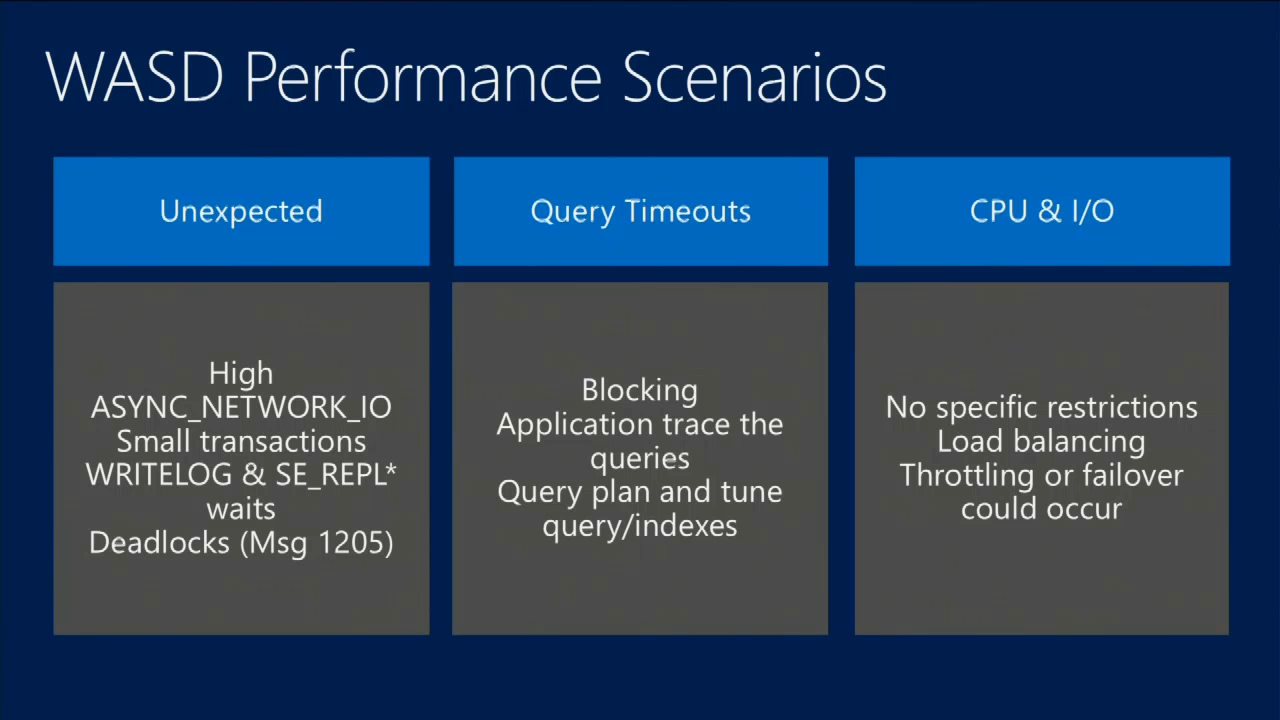 WASD Performance Scenarios
Unexpected
Query Timeouts
CPU & I/O
High
ASYNC_NETWORK_IO
Small transactions
WRITELOG & SE_REPL*
waits
Deadlocks (Msg 1205)
Blocking
Application trace the
queries
Query plan and tune
query/indexes
No specific restrictions
Load balancing
Throttling or failover
could occur